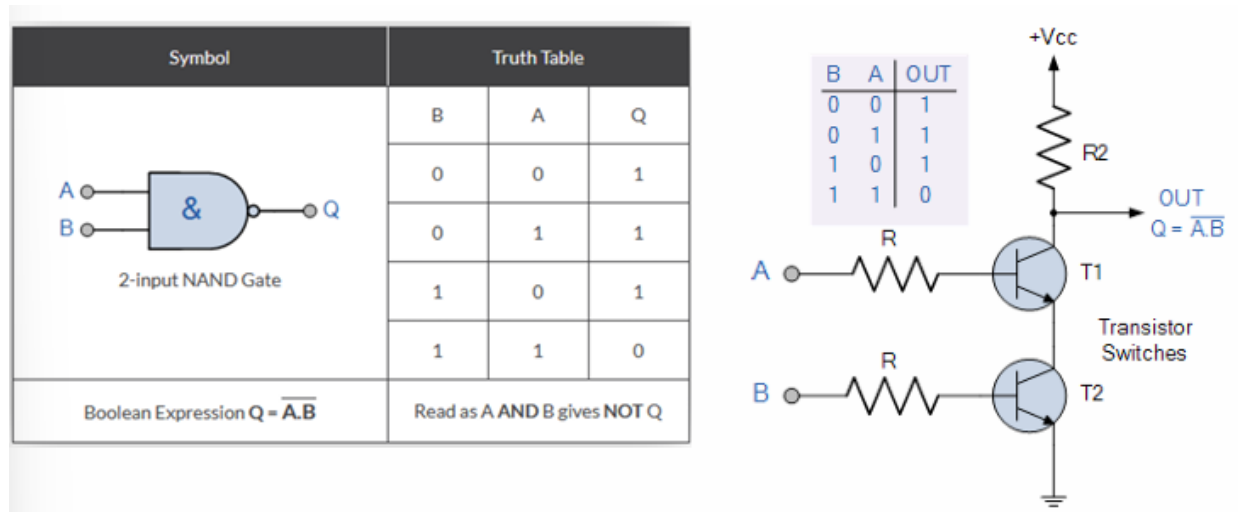 Symbol Truth Table
B A Q
0 0 1
0 1 1
1 0 1
1 1 0
A
B
&
Q
2-input NAND Gate
Boolean Expression Q = A̅.̅B̅ Read as A AND B gives NOT Q
B A OUT
0 0 1
0 1 1
1 0 1
1 1 0
+Vcc
R2
OUT
Q = A̅.̅B̅
R
A
T1
Transistor
Switches
R
B
T2